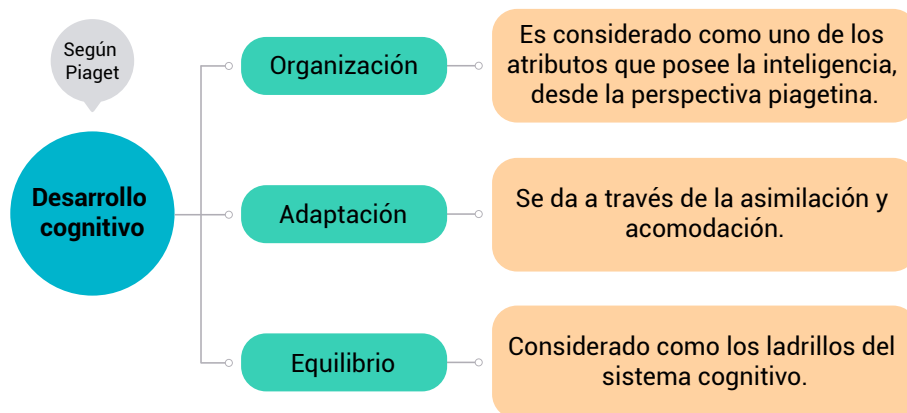 Según
Piaget
Desarrollo
cognitivo
Organización
Es considerado como uno de los
atributos que posee la inteligencia,
desde la perspectiva piagetina.
Adaptación
Se da a través de la asimilación y
acomodación.
Equilibrio
Considerado como los ladrillos del
sistema cognitivo.